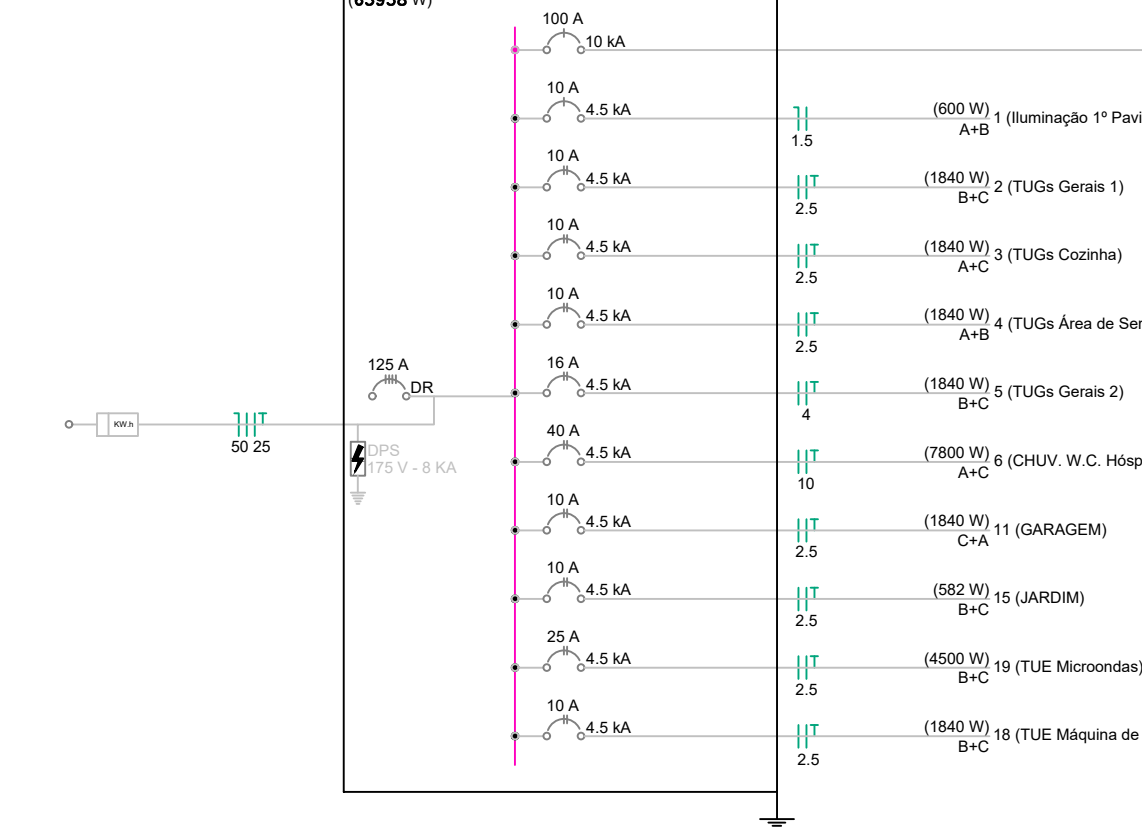 (63958 W)
100 A
10 kA
10 A
4.5 kA
(600 W)
A+B
1 (Iluminação 1º Pavi
1.5
10 A
4.5 kA
(1840 W)
B+C
2 (TUGs Gerais 1)
2.5
10 A
4.5 kA
(1840 W)
A+C
3 (TUGs Cozinha)
2.5
10 A
4.5 kA
(1840 W)
A+B
4 (TUGs Área de Ser
2.5
125 A
DR
16 A
4.5 kA
(1840 W)
B+C
5 (TUGs Gerais 2)
4
KW.h
50 25
DPS
175 V - 8 KA
40 A
4.5 kA
(7800 W)
A+C
6 (CHUV. W.C. Hósp
10
10 A
4.5 kA
(1840 W)
C+A
11 (GARAGEM)
2.5
10 A
4.5 kA
(582 W)
B+C
15 (JARDIM)
2.5
25 A
4.5 kA
(4500 W)
B+C
19 (TUE Microondas)
2.5
10 A
4.5 kA
(1840 W)
B+C
18 (TUE Máquina de
2.5